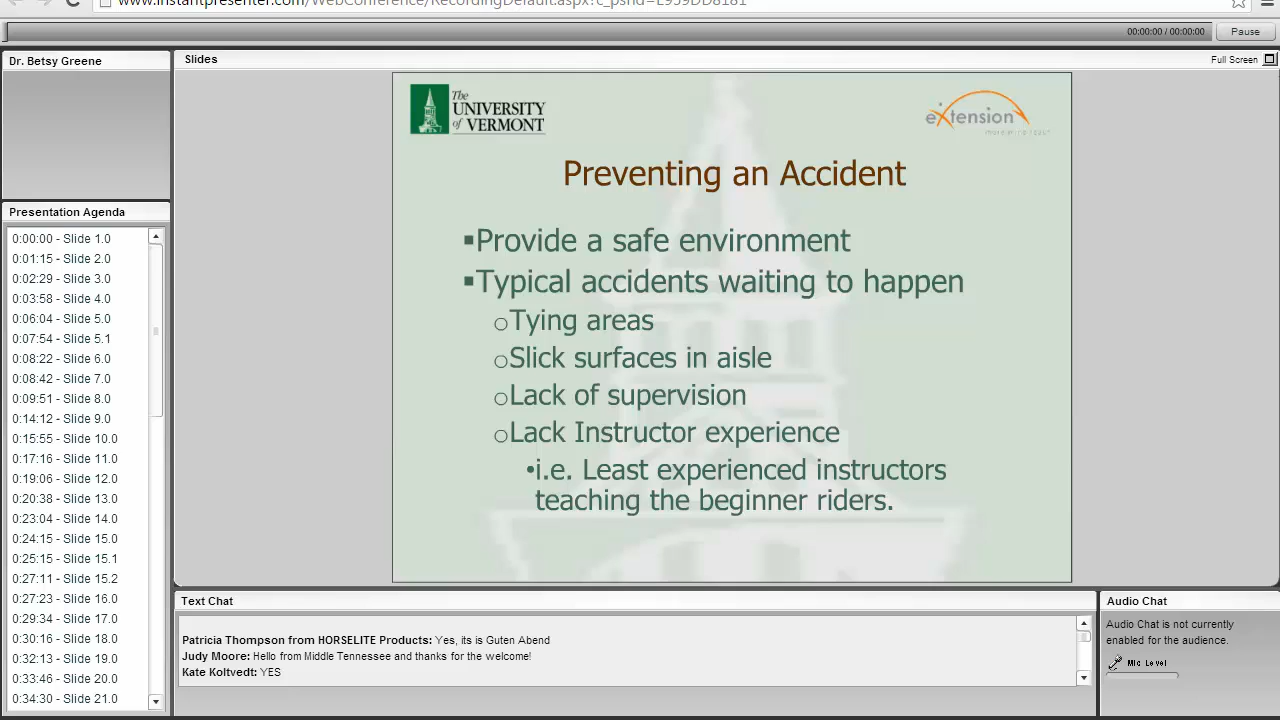 00:00:00 / 00:00:00
Pause
Dr. Betsy Greene
Slides
Full Screen
The
UNIVERSITY
of VERMONT
eXtension
Preventing an Accident
▪Provide a safe environment
▪Typical accidents waiting to happen
oTying areas
oSlick surfaces in aisle
oLack of supervision
oLack Instructor experience
•i.e. Least experienced instructors
teaching the beginner riders.
Presentation Agenda
0:00:00 - Slide 1.0
0:01:15 - Slide 2.0
0:02:29 - Slide 3.0
0:03:58 - Slide 4.0
0:06:04 - Slide 5.0
0:07:54 - Slide 5.1
0:08:22 - Slide 6.0
0:08:42 - Slide 7.0
0:09:51 - Slide 8.0
0:14:12 - Slide 9.0
0:15:55 - Slide 10.0
0:17:16 - Slide 11.0
0:19:06 - Slide 12.0
0:20:38 - Slide 13.0
0:23:04 - Slide 14.0
0:24:15 - Slide 15.0
0:25:15 - Slide 15.1
0:27:11 - Slide 15.2
0:27:23 - Slide 16.0
0:29:34 - Slide 17.0
0:30:16 - Slide 18.0
0:32:13 - Slide 19.0
0:33:46 - Slide 20.0
0:34:30 - Slide 21.0
Text Chat
Patricia Thompson from HORSELITE Products: Yes, its is Guten Abend
Judy Moore: Hello from Middle Tennessee and thanks for the welcome!
Kate Koltvedt: YES
Audio Chat
Audio Chat is not currently
enabled for the audience.
Mic Level